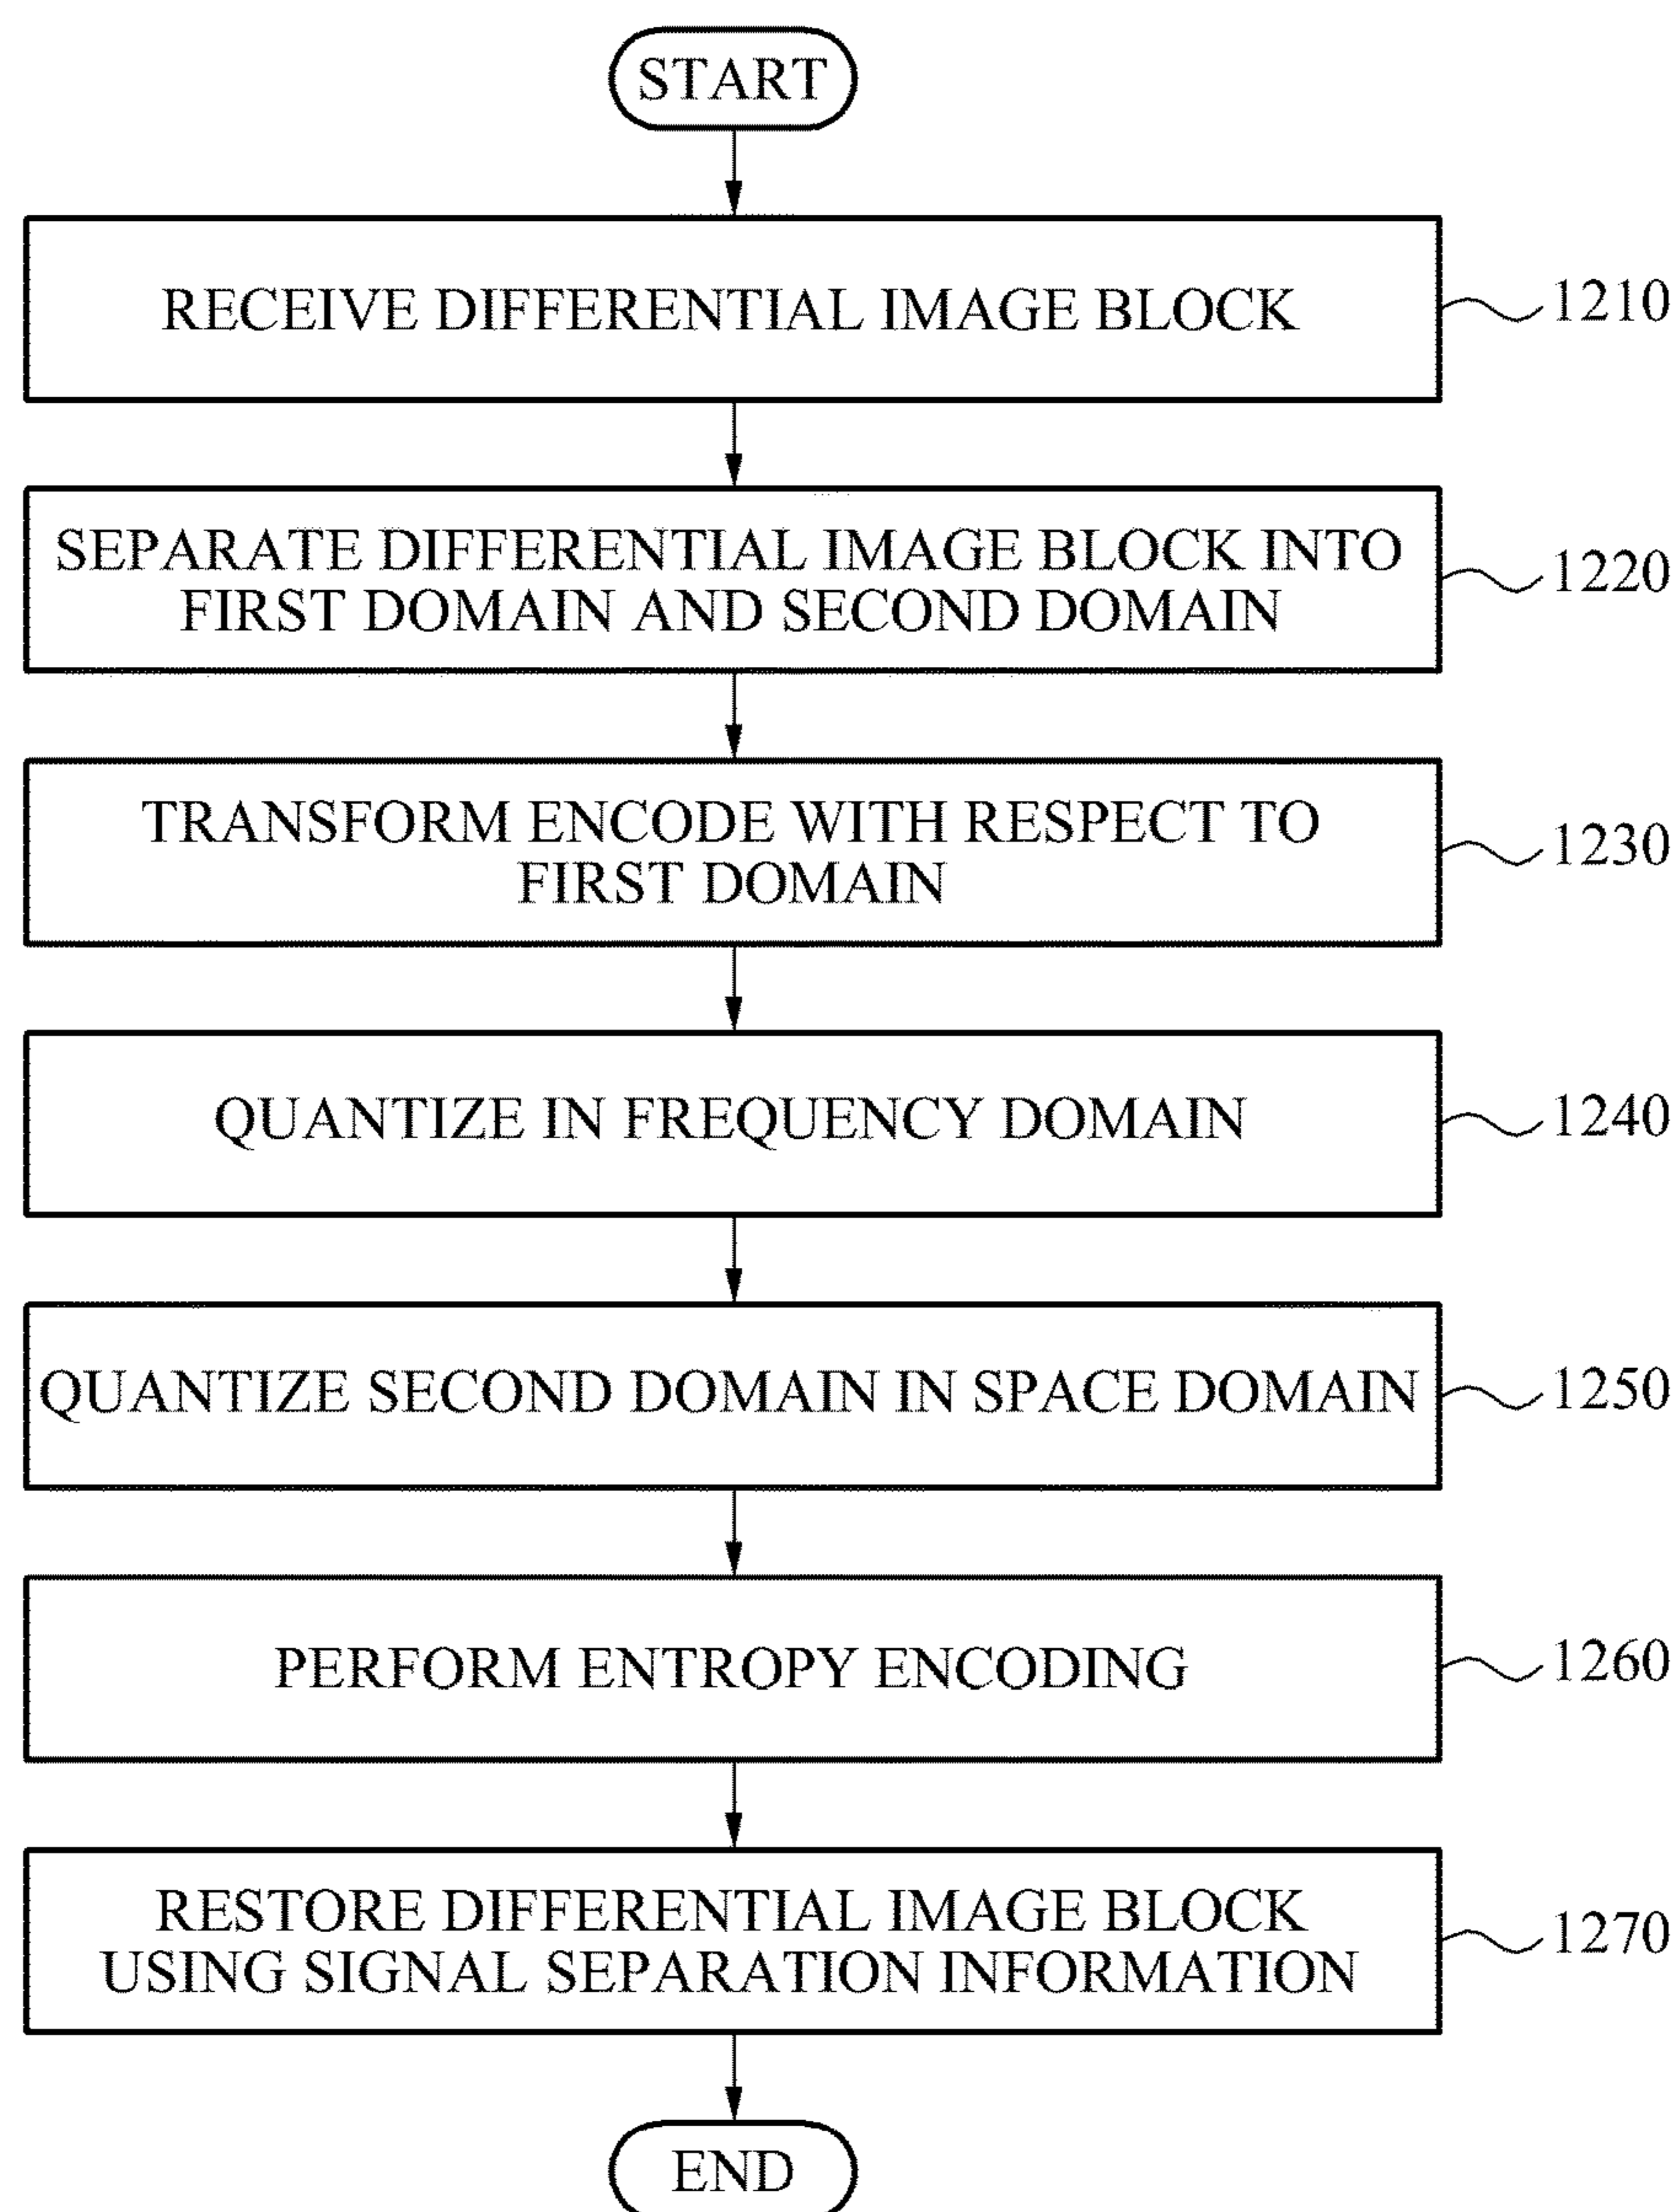 START
RECEIVE DIFFERENTIAL IMAGE BLOCK
1210
SEPARATE DIFFERENTIAL IMAGE BLOCK INTO
FIRST DOMAIN AND SECOND DOMAIN
1220
TRANSFORM ENCODE WITH RESPECT TO
FIRST DOMAIN
1230
QUANTIZE IN FREQUENCY DOMAIN
1240
QUANTIZE SECOND DOMAIN IN SPACE DOMAIN
1250
PERFORM ENTROPY ENCODING
1260
RESTORE DIFFERENTIAL IMAGE BLOCK
USING SIGNAL SEPARATION INFORMATION
1270
END